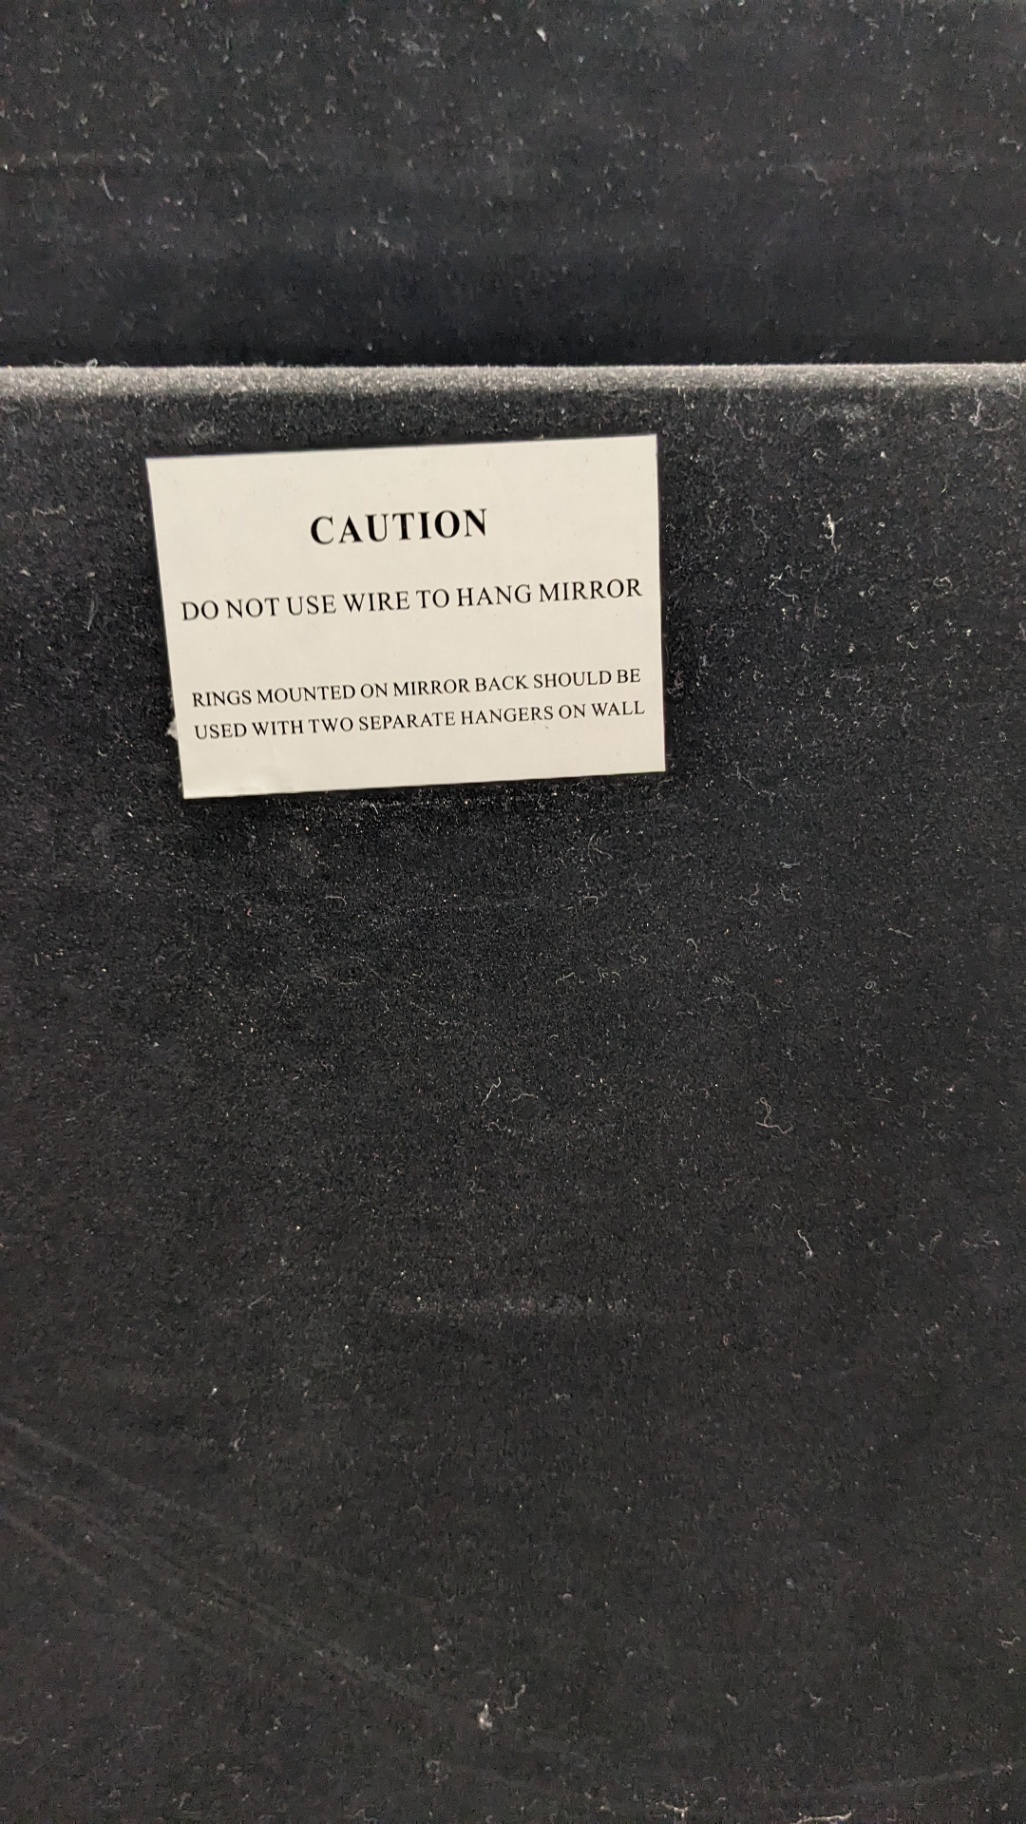 CAUTION
DO NOT USE WIRE TO HANG MIRROR
RINGS MOUNTED ON MIRROR BACK SHOULD BE
USED WITH TWO SEPARATE HANGERS ON WALL